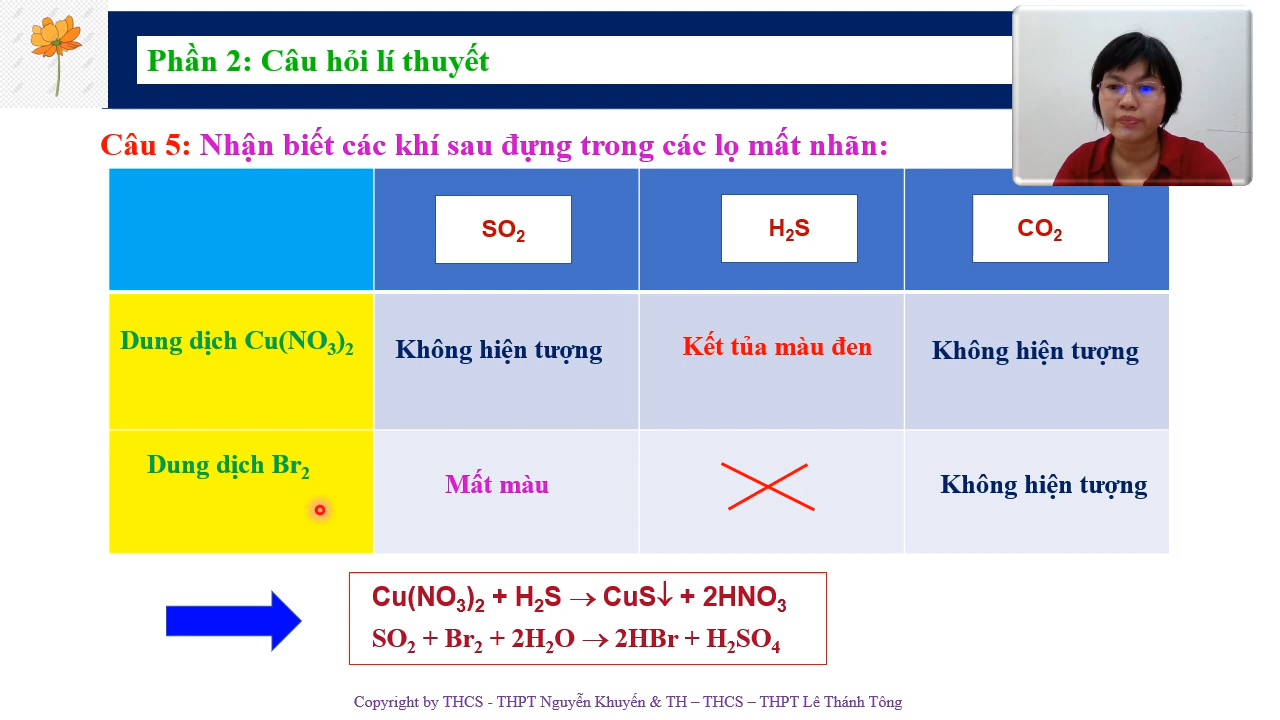 Phần 2: Câu hỏi lí thuyết
Câu 5: Nhận biết các khí sau đựng trong các lọ mất nhãn:
SO₂ H₂S CO₂
Dung dịch Cu(NO₃)₂ Không hiện tượng Kết tủa màu đen Không hiện tượng
Dung dịch Br₂ Mất màu Không hiện tượng
Cu(NO₃)₂ + H₂S → CuS↓ + 2HNO₃
SO₂ + Br₂ + 2H₂O → 2HBr + H₂SO₄
Copyright by THCS - THPT Nguyễn Khuyến & TH – THCS – THPT Lê Thánh Tông